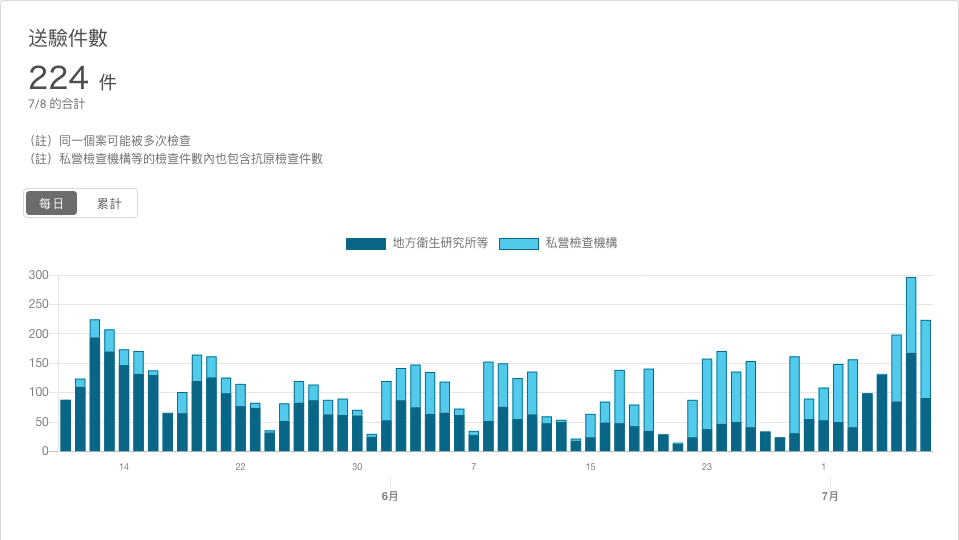 送驗件數
224 件
7/8 的合計
（註）同一個案可能被多次檢查
（註）私營檢查機構等的檢查件數內也包含抗原檢查件數
每日 累計
地方衛生研究所等 私營檢查機構
300
250
200
150
100
50
0
14 22 30 7 15 23 1
6月 7月